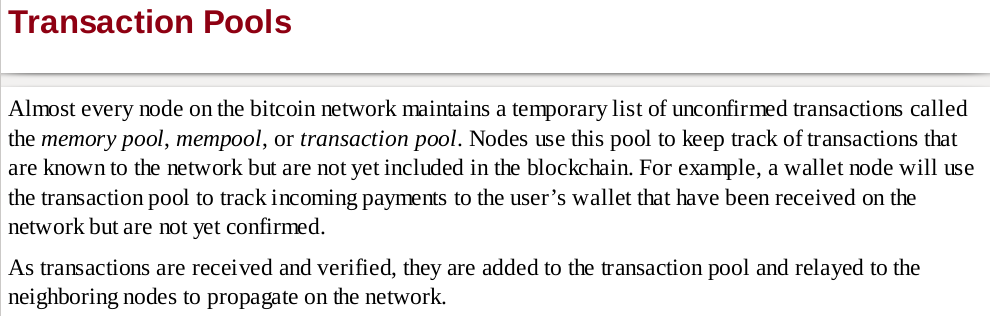 Transaction Pools
Almost every node on the bitcoin network maintains a temporary list of unconfirmed transactions called
the memory pool, mempool, or transaction pool. Nodes use this pool to keep track of transactions that
are known to the network but are not yet included in the blockchain. For example, a wallet node will use
the transaction pool to track incoming payments to the user’s wallet that have been received on the
network but are not yet confirmed.
As transactions are received and verified, they are added to the transaction pool and relayed to the
neighboring nodes to propagate on the network.